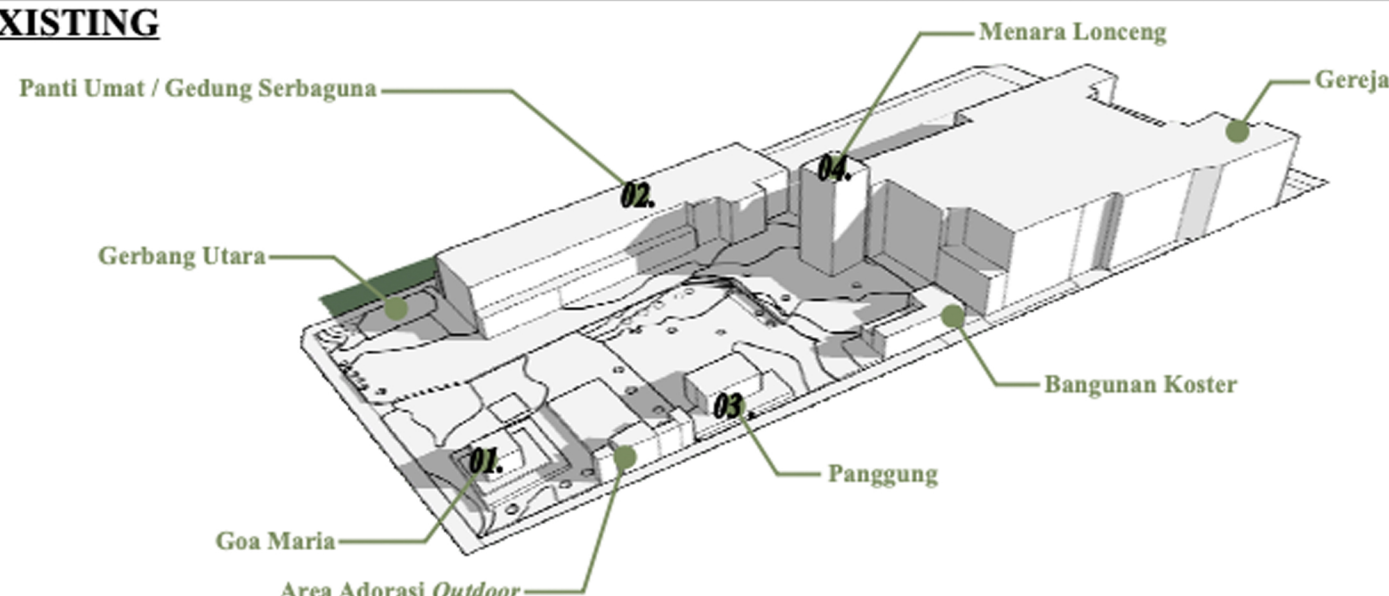 XISTING
Menara Lonceng
Panti Umat / Gedung Serbaguna
Gereja
04.
02.
Gerbang Utara
Bangunan Koster
03.
01.
Panggung
Goa Maria
Area Adorasi Outdoor